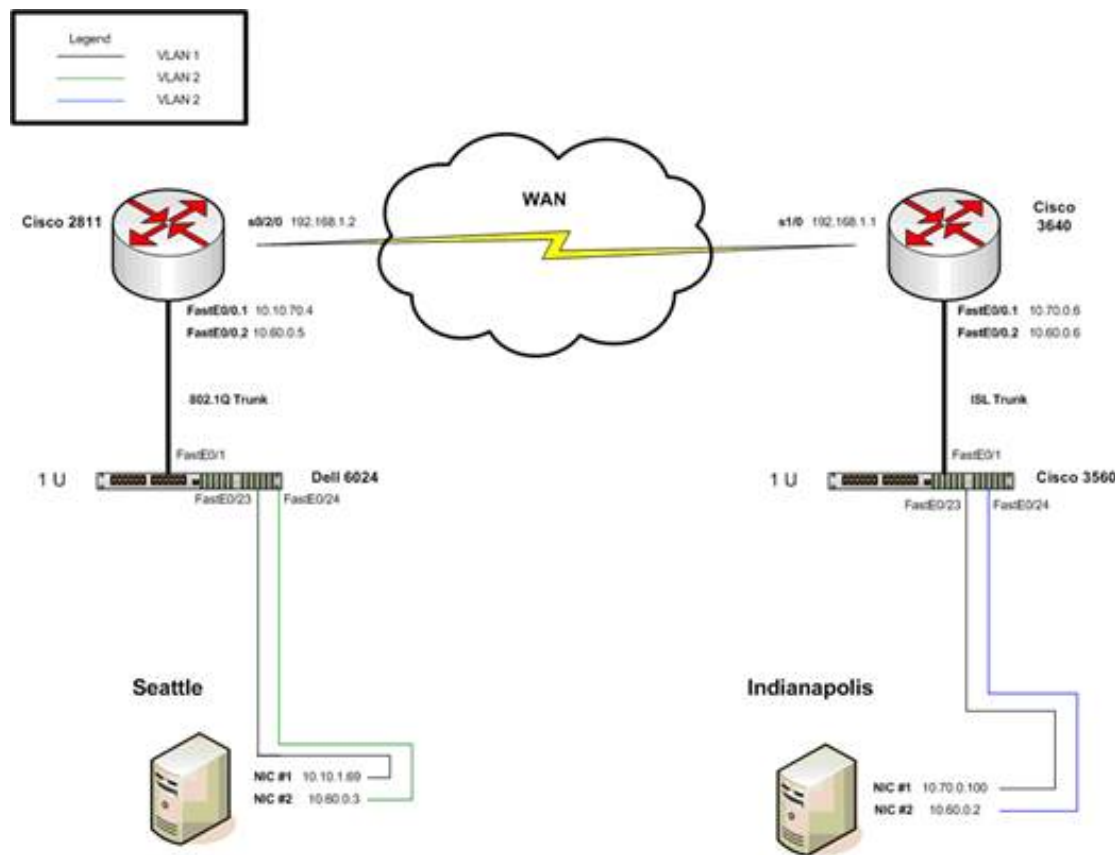 Legend
VLAN 1
VLAN 2
VLAN 2
WAN
Cisco 2811
s0/2/0 192.168.1.2
s1/0 192.168.1.1
Cisco
3640
FastE0/0.1 10.10.70.4
FastE0/0.2 10.60.0.5
FastE0/0.1 10.70.0.6
FastE0/0.2 10.60.0.6
802.1Q Trunk
ISL Trunk
FastE0/1
FastE0/1
1 U
Dell 6024
1 U
Cisco 3560
FastE0/23
FastE0/24
FastE0/23
FastE0/24
Seattle
Indianapolis
NIC #1 10.10.1.69
NIC #2 10.60.0.3
NIC #1 10.70.0.100
NIC #2 10.60.0.2